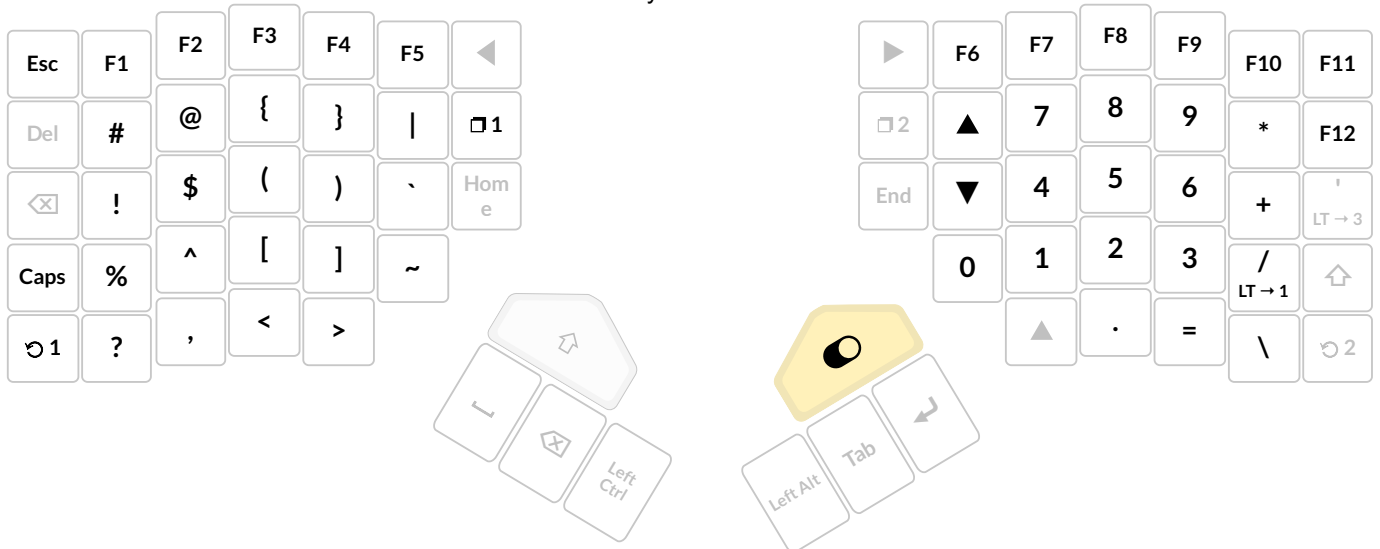 Esc F1 F2 F3 F4 F5 ◀ ▶ F6 F7 F8 F9 F10 F11
Del # @ { } | 1 2 ▲ 7 8 9 * F12
! $ ( ) ` Hom
e
End ▼ 4 5 6 + '
LT → 3
Caps % ^ [ ] ~ 0 1 2 3 /
LT → 1
1 ? , < > ▲ . = \ 2
Left
Ctrl
Left Alt
Tab